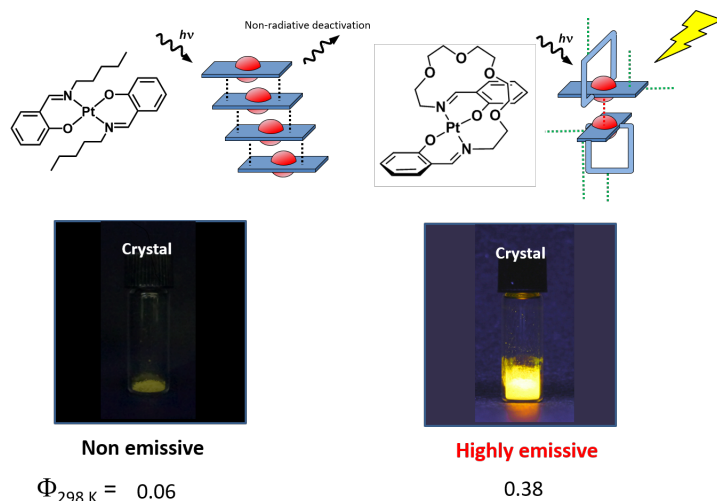 hν
Non-radiative deactivation
hν
N
O
Pt
O
N
O
O
O
O
N
O
Pt
O
N
Crystal
Crystal
Non emissive
Highly emissive
Φ298 K = 0.06
0.38